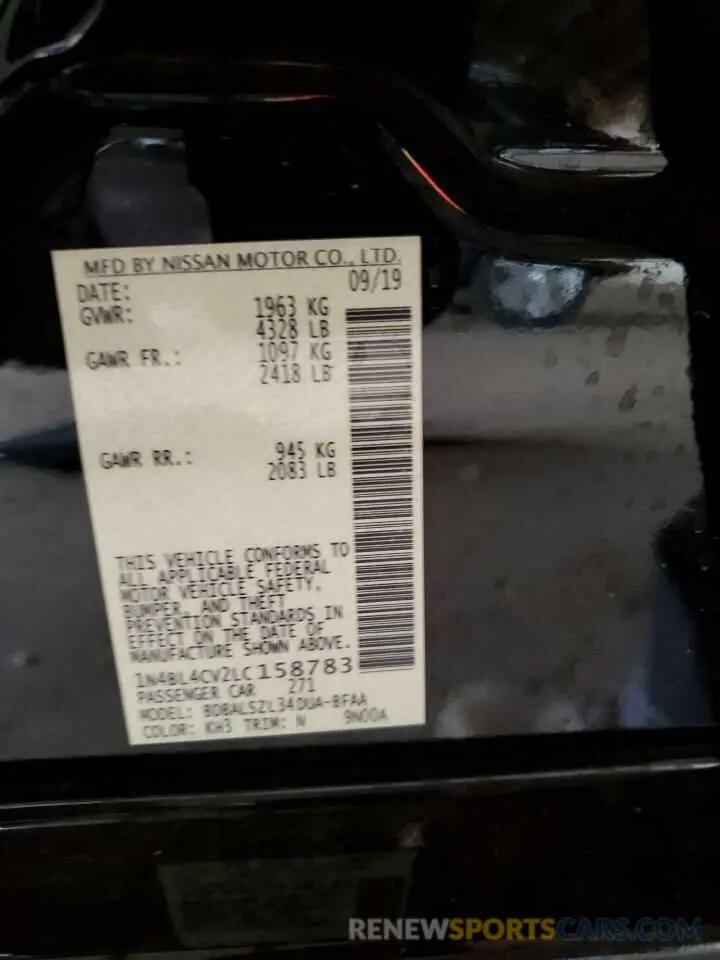 MFD BY NISSAN MOTOR CO., LTD.
DATE: 09/19
GVWR: 1963 KG
4328 LB
GAWR FR.: 1097 KG
2418 LB
GAWR RR.: 945 KG
2083 LB
THIS VEHICLE CONFORMS TO
ALL APPLICABLE FEDERAL
MOTOR VEHICLE SAFETY,
BUMPER, AND THEFT
PREVENTION STANDARDS IN
EFFECT ON THE DATE OF
MANUFACTURE SHOWN ABOVE.
1N4BL4CV2LC158783
PASSENGER CAR 271
MODEL: BDBALSZL34DUA-BFAA
COLOR: KH3 TRIM: N 9N00A
RENEWSPORTSCARS.COM